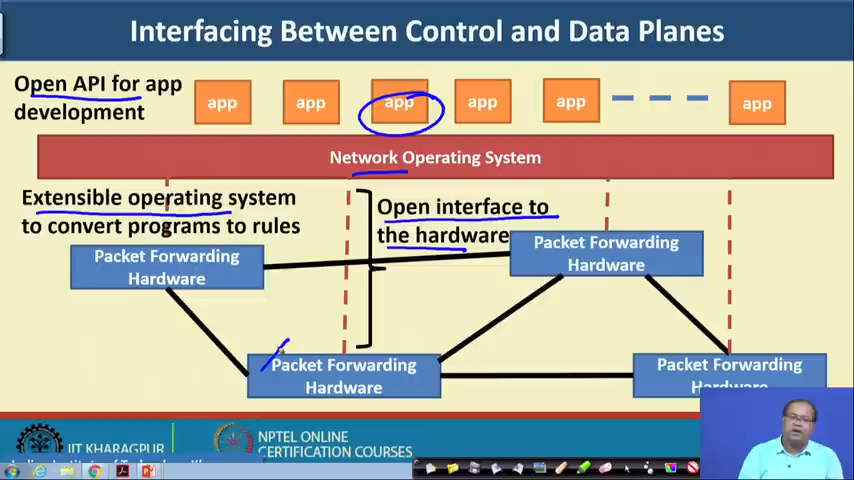 Interfacing Between Control and Data Planes
Open API for app
development
app
app
app
app
app
app
Network Operating System
Extensible operating system
to convert programs to rules
Open interface to
the hardware
Packet Forwarding
Hardware
Packet Forwarding
Hardware
Packet Forwarding
Hardware
Packet Forwarding
Hardware
IIT KHARAGPUR
NPTEL ONLINE
CERTIFICATION COURSES